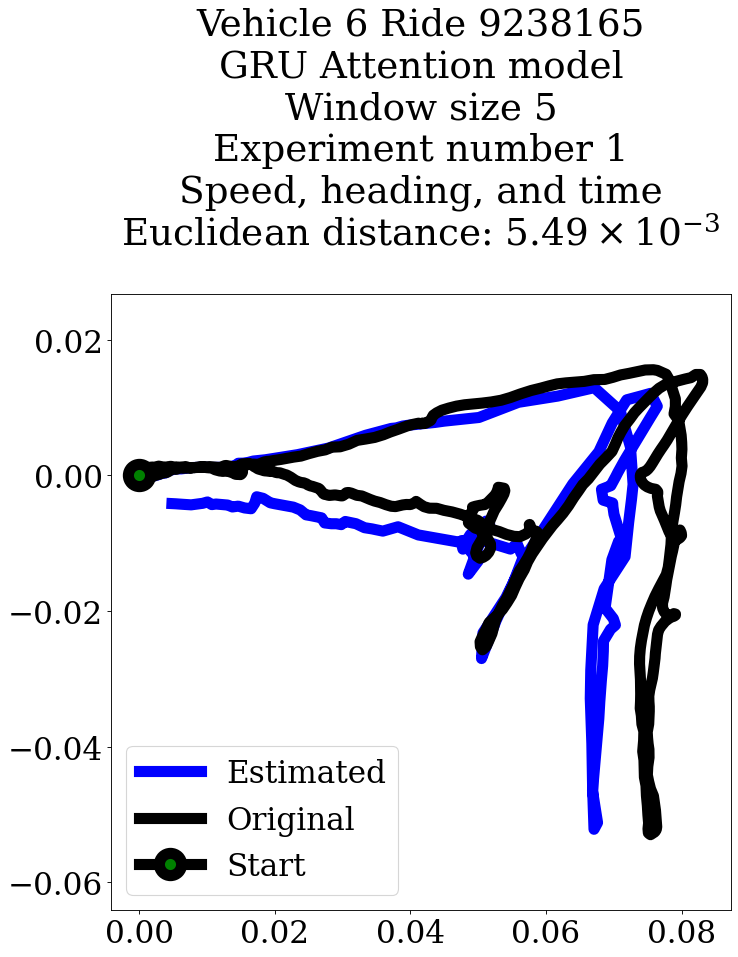 Vehicle 6 Ride 9238165
GRU Attention model
Window size 5
Experiment number 1
Speed, heading, and time
Euclidean distance: 5.49 × 10⁻³
0.02
0.00
−0.02
−0.04
−0.06
Estimated
Original
Start
0.00 0.02 0.04 0.06 0.08